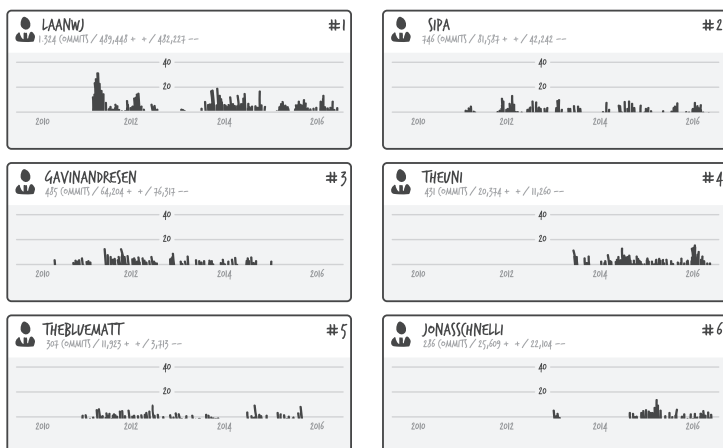 LAANWJ #1
1.324 COMMITS / 489,448 + + / 482,227 --
40
20
2010 2012 2014 2016
SIPA #2
746 COMMITS / 81,587 + + / 42,242 --
40
20
2010 2012 2014 2016
GAVINANDRESEN #3
485 COMMITS / 64,204 + + / 76,317 --
40
20
2010 2012 2014 2016
THEUNI #4
431 COMMITS / 20,374 + + / 11,260 --
40
20
2010 2012 2014 2016
THEBLUEMATT #5
307 COMMITS / 11,923 + + / 3,713 --
40
20
2010 2012 2014 2016
JONASSCHNELLI #6
286 COMMITS / 25,609 + + / 22,104 --
40
20
2010 2012 2014 2016